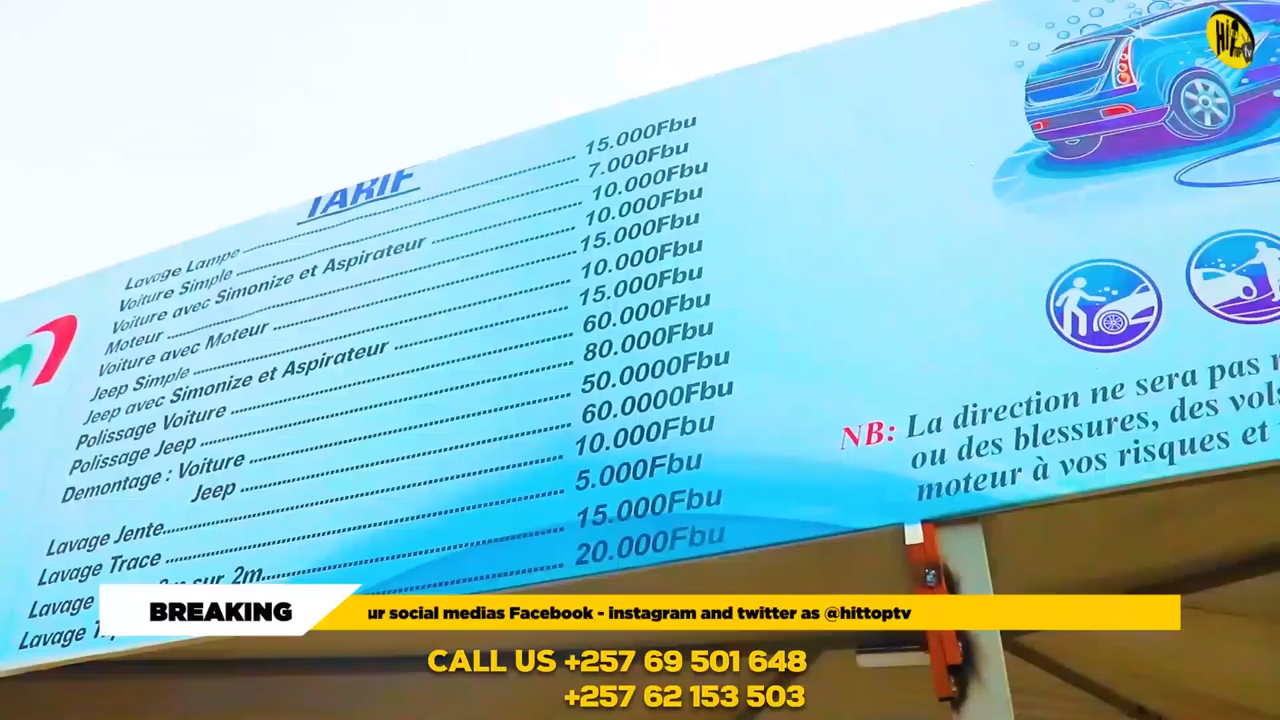 Hit
TOPTV
TARIF
Lavage Lampe ........ 15.000Fbu
Voiture Simple ........ 7.000Fbu
Voiture avec Simonize et Aspirateur ........ 10.000Fbu
Moteur ........ 10.000Fbu
Voiture avec Moteur ........ 15.000Fbu
Jeep Simple ........ 10.000Fbu
Jeep avec Simonize et Aspirateur ........ 15.000Fbu
Polissage Voiture ........ 60.000Fbu
Polissage Jeep ........ 80.000Fbu
Demontage : Voiture ........ 50.0000Fbu
Jeep ........ 60.0000Fbu
Lavage Jente........ 10.000Fbu
Lavage Trace ........ 5.000Fbu
Lavage sur 2m........ 15.000Fbu
Lavage 20.000Fbu
NB: La direction ne sera pas
ou des blessures, des vols
moteur à vos risques et
BREAKING
ur social medias Facebook - instagram and twitter as @hittoptv
CALL US +257 69 501 648
+257 62 153 503